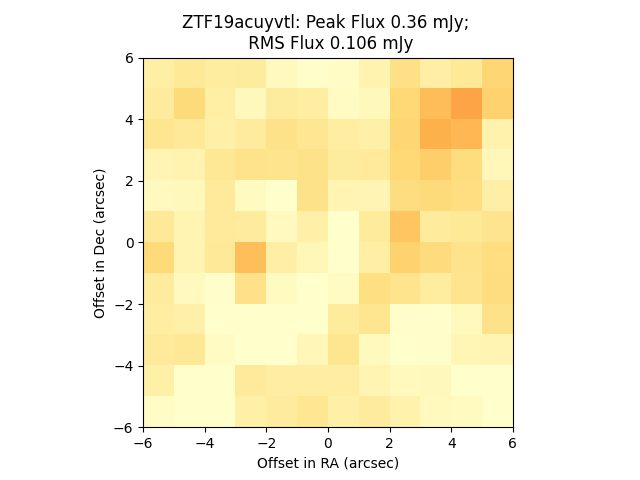 ZTF19acuyvtl: Peak Flux 0.36 mJy;
RMS Flux 0.106 mJy
6
4
2
0
−2
−4
−6
Offset in Dec (arcsec)
−6 −4 −2 0 2 4 6
Offset in RA (arcsec)